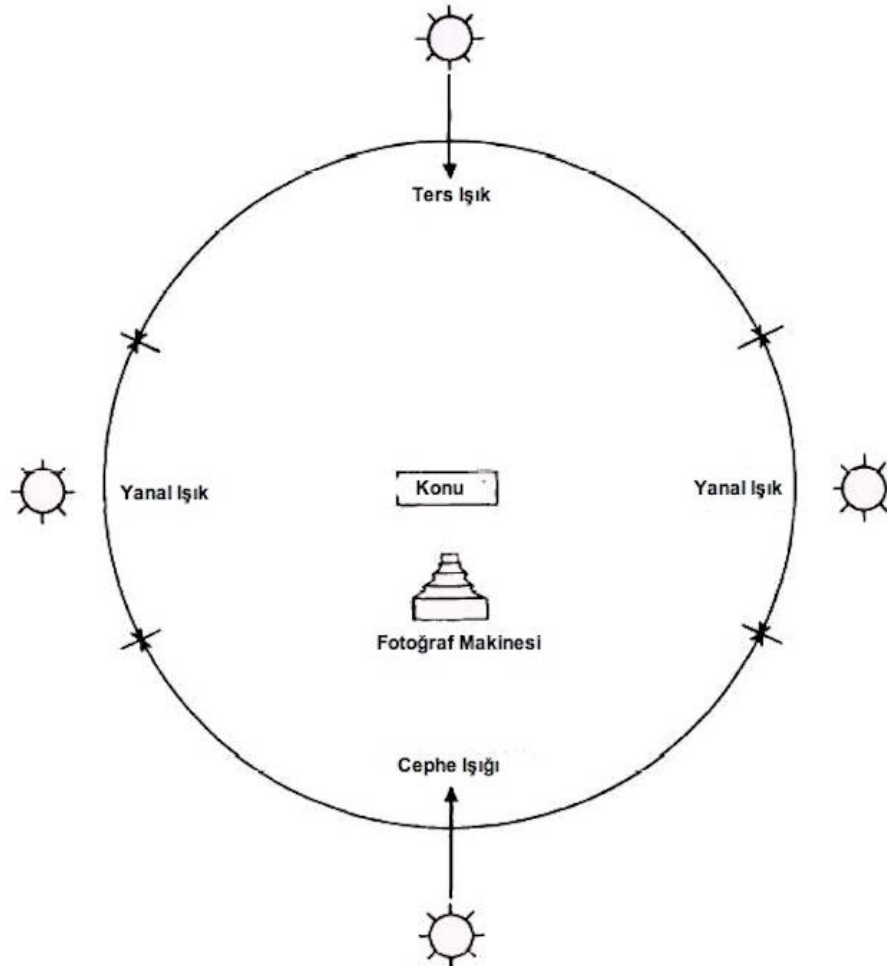 Ters Işık
Yanal Işık
Konu
Yanal Işık
Fotoğraf Makinesi
Cephe Işığı